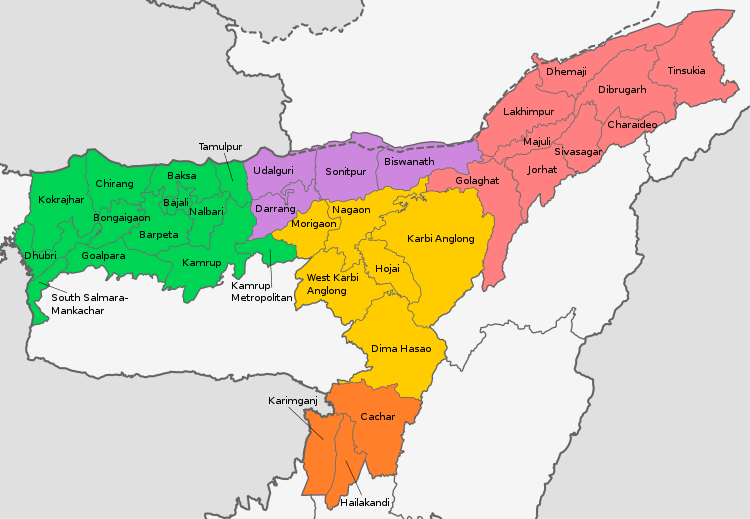 Dhemaji
Tinsukia
Dibrugarh
Lakhimpur
Charaideo
Majuli
Sivasagar
Jorhat
Tamulpur
Biswanath
Udalguri
Sonitpur
Golaghat
Baksa
Chirang
Kokrajhar
Bajali
Nalbari
Bongaigaon
Darrang
Nagaon
Morigaon
Barpeta
Karbi Anglong
Dhubri
Goalpara
Kamrup
Hojai
West Karbi
Anglong
Kamrup
Metropolitan
South Salmara-
Mankachar
Dima Hasao
Karimganj
Cachar
Hailakandi